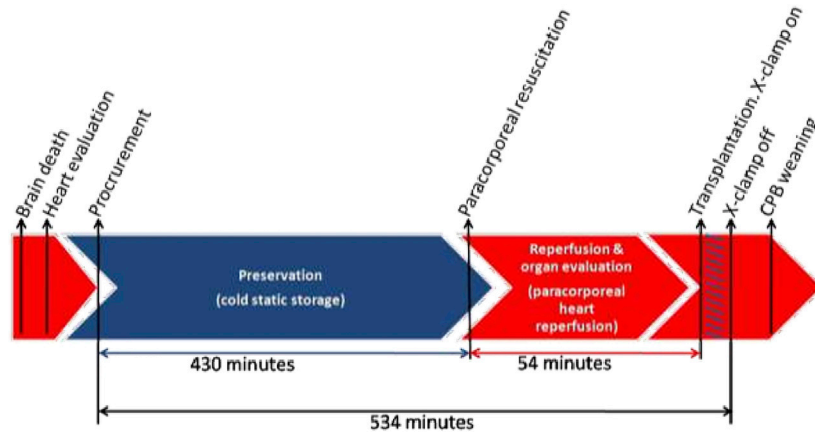 Brain death
Heart evaluation
Procrurement
Paracorporeal resuscitation
Transplantation. X-clamp on
X-clamp off
CPB weaning
Preservation
(cold static storage)
Reperfusion &
organ evaluation
(paracorporeal
heart
reperfusion)
430 minutes
54 minutes
534 minutes